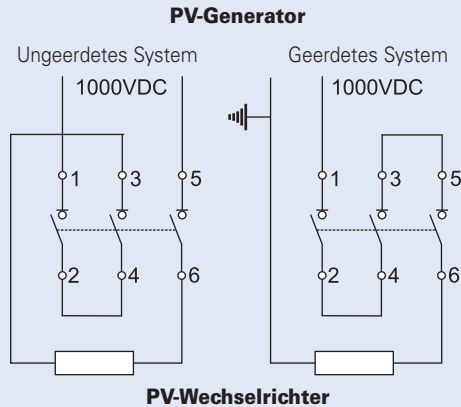 PV-Generator
Ungeerdetes System
Geerdetes System
1000VDC
1000VDC
1 3 5
1 3 5
2 4 6
2 4 6
PV-Wechselrichter